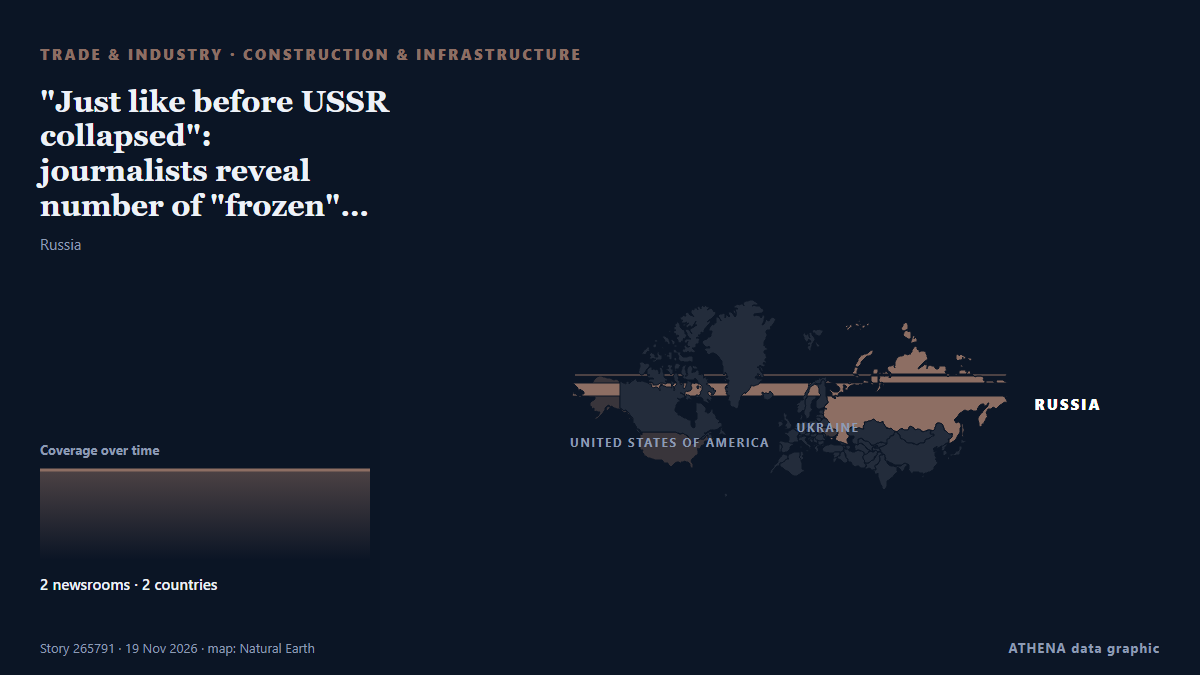 TRADE & INDUSTRY · CONSTRUCTION & INFRASTRUCTURE
"Just like before USSR
collapsed":
journalists reveal
number of "frozen"...
Russia
RUSSIA
UKRAINE
UNITED STATES OF AMERICA
Coverage over time
2 newsrooms · 2 countries
Story 265791 · 19 Nov 2026 · map: Natural Earth
ATHENA data graphic